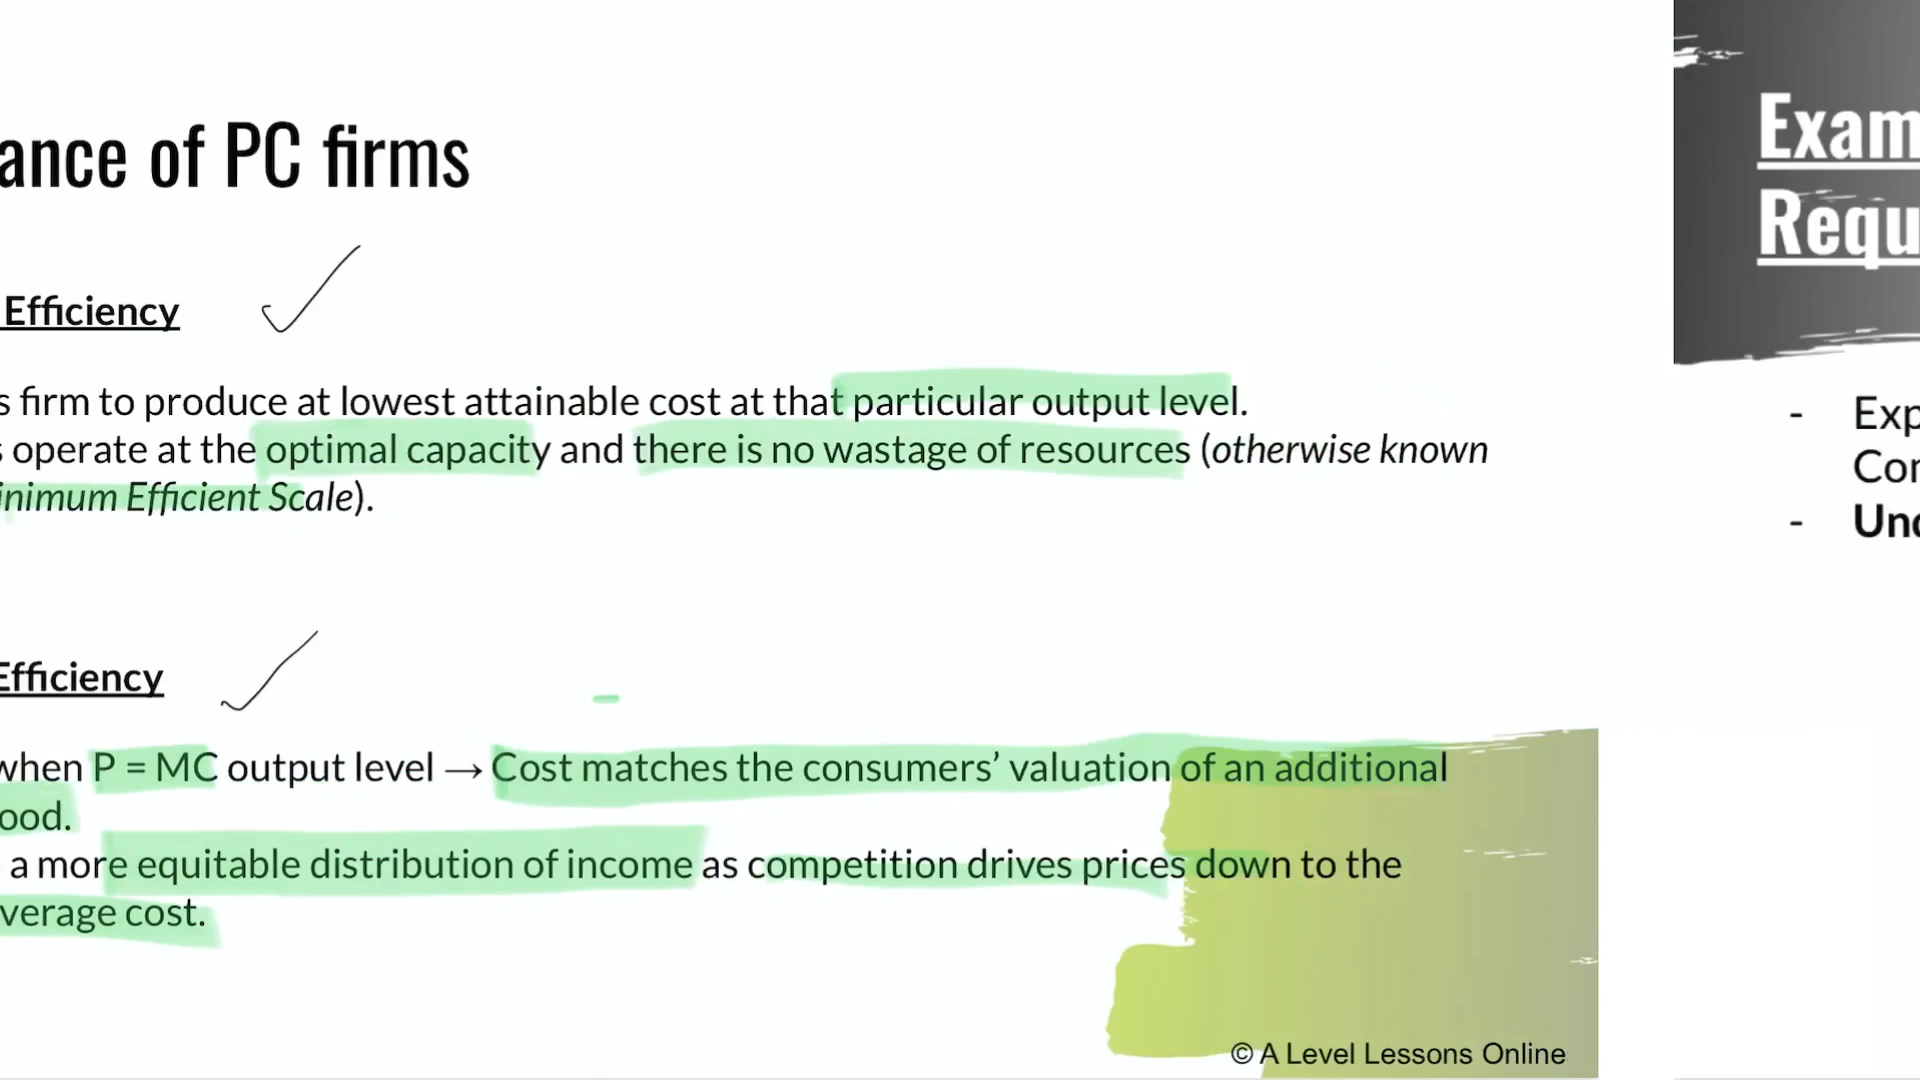 ance of PC firms
Efficiency
s firm to produce at lowest attainable cost at that particular output level.
s operate at the optimal capacity and there is no wastage of resources (otherwise known
inimum Efficient Scale).
Efficiency
when P = MC output level → Cost matches the consumers’ valuation of an additional
ood.
a more equitable distribution of income as competition drives prices down to the
verage cost.
© A Level Lessons Online
Exam
Requ
- Exp
Con
- Und